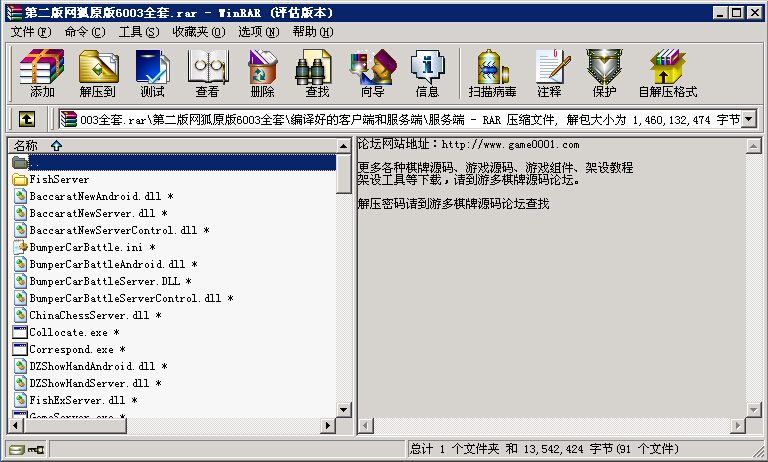 第二版网狐原版6003全套.rar - WinRAR (评估版本)
文件(F) 命令(C) 工具(S) 收藏夹(O) 选项(N) 帮助(H)
添加 解压到 测试 查看 删除 查找 向导 信息 扫描病毒 注释 保护 自解压格式
003全套.rar\第二版网狐原版6003全套\编译好的客户端和服务端\服务端 - RAR 压缩文件, 解包大小为 1,460,132,474 字节
名称
..
FishServer
BaccaratNewAndroid.dll *
BaccaratNewServer.dll *
BaccaratNewServerControl.dll *
BumperCarBattle.ini *
BumperCarBattleAndroid.dll *
BumperCarBattleServer.DLL *
BumperCarBattleServerControl.dll *
ChinaChessServer.dll *
Collocate.exe *
Correspond.exe *
DZShowHandAndroid.dll *
DZShowHandServer.dll *
FishExServer.dll *
GameServer.exe *
论坛网站地址：http://www.game0001.com
更多各种棋牌源码、游戏源码、游戏组件、架设教程
架设工具等下载，请到游多棋牌源码论坛。
解压密码请到游多棋牌源码论坛查找
总计 1 个文件夹 和 13,542,424 字节(91 个文件)